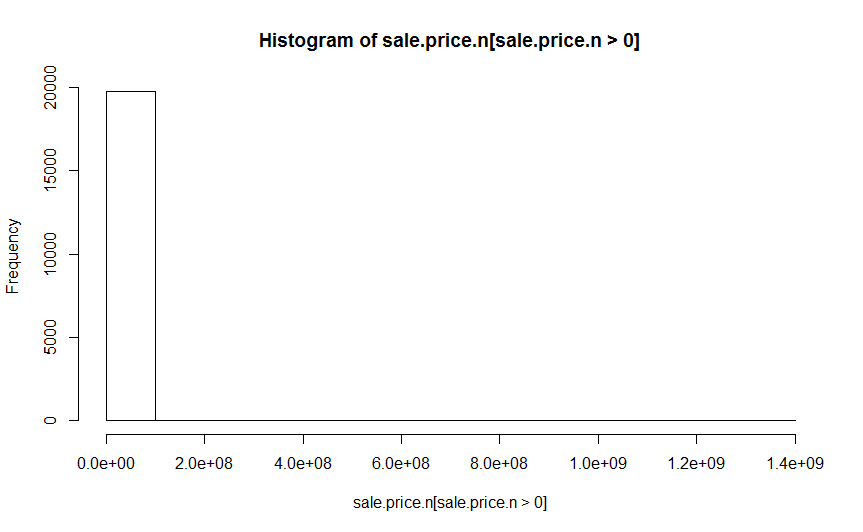 Histogram of sale.price.n[sale.price.n > 0]
20000
15000
10000
5000
0
Frequency
0.0e+00 2.0e+08 4.0e+08 6.0e+08 8.0e+08 1.0e+09 1.2e+09 1.4e+09
sale.price.n[sale.price.n > 0]